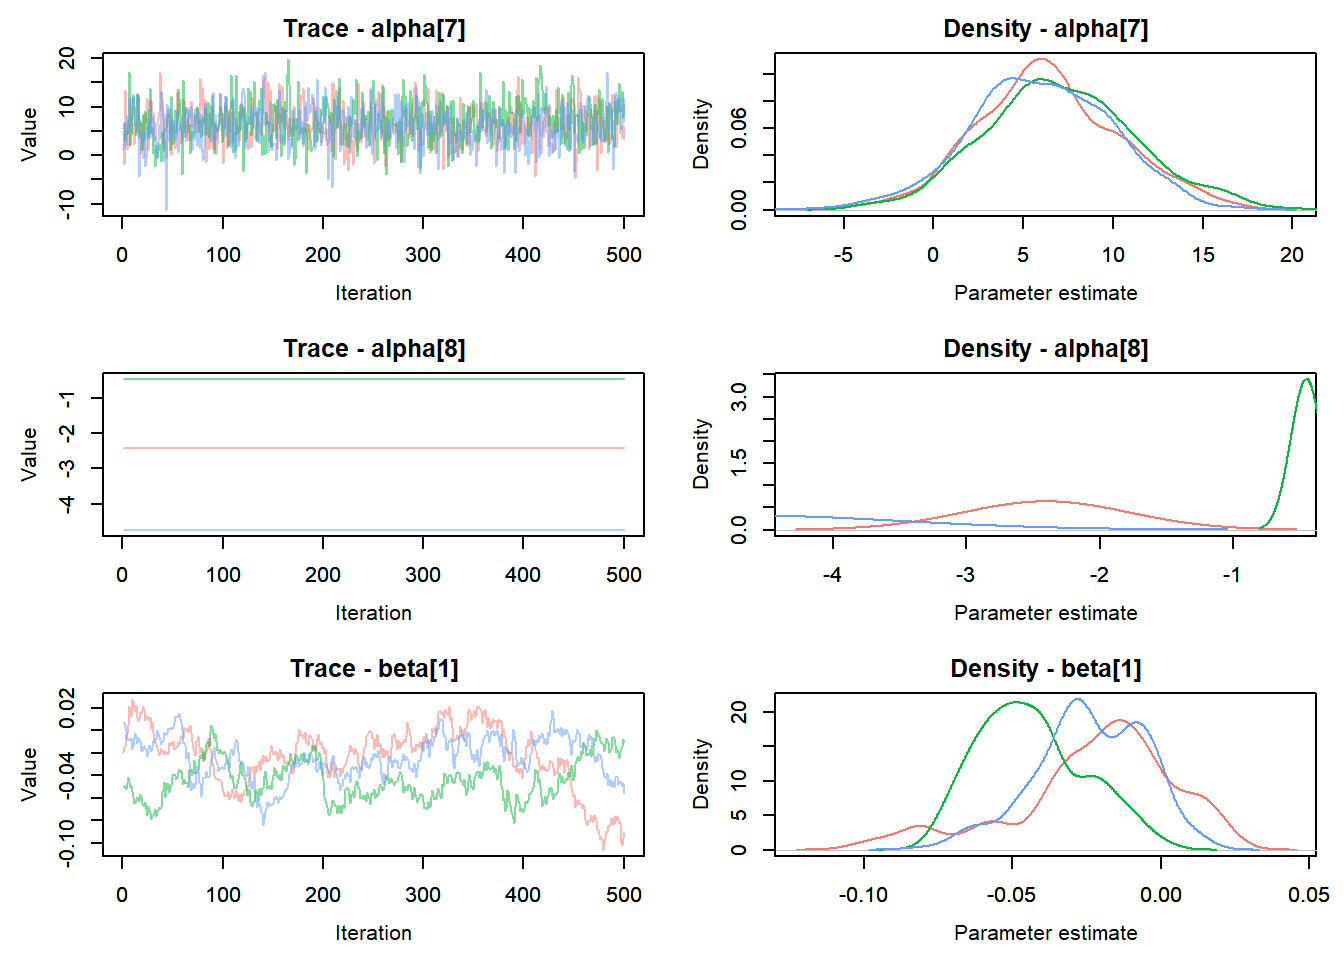 Trace - alpha[7]
Value
20
10
0
-10
0 100 200 300 400 500
Iteration
Density - alpha[7]
Density
0.06
0.00
-5 0 5 10 15 20
Parameter estimate
Trace - alpha[8]
Value
-1
-2
-3
-4
0 100 200 300 400 500
Iteration
Density - alpha[8]
Density
3.0
1.5
0.0
-4 -3 -2 -1
Parameter estimate
Trace - beta[1]
Value
0.02
-0.04
-0.10
0 100 200 300 400 500
Iteration
Density - beta[1]
Density
20
10
5
0
-0.10 -0.05 0.00 0.05
Parameter estimate